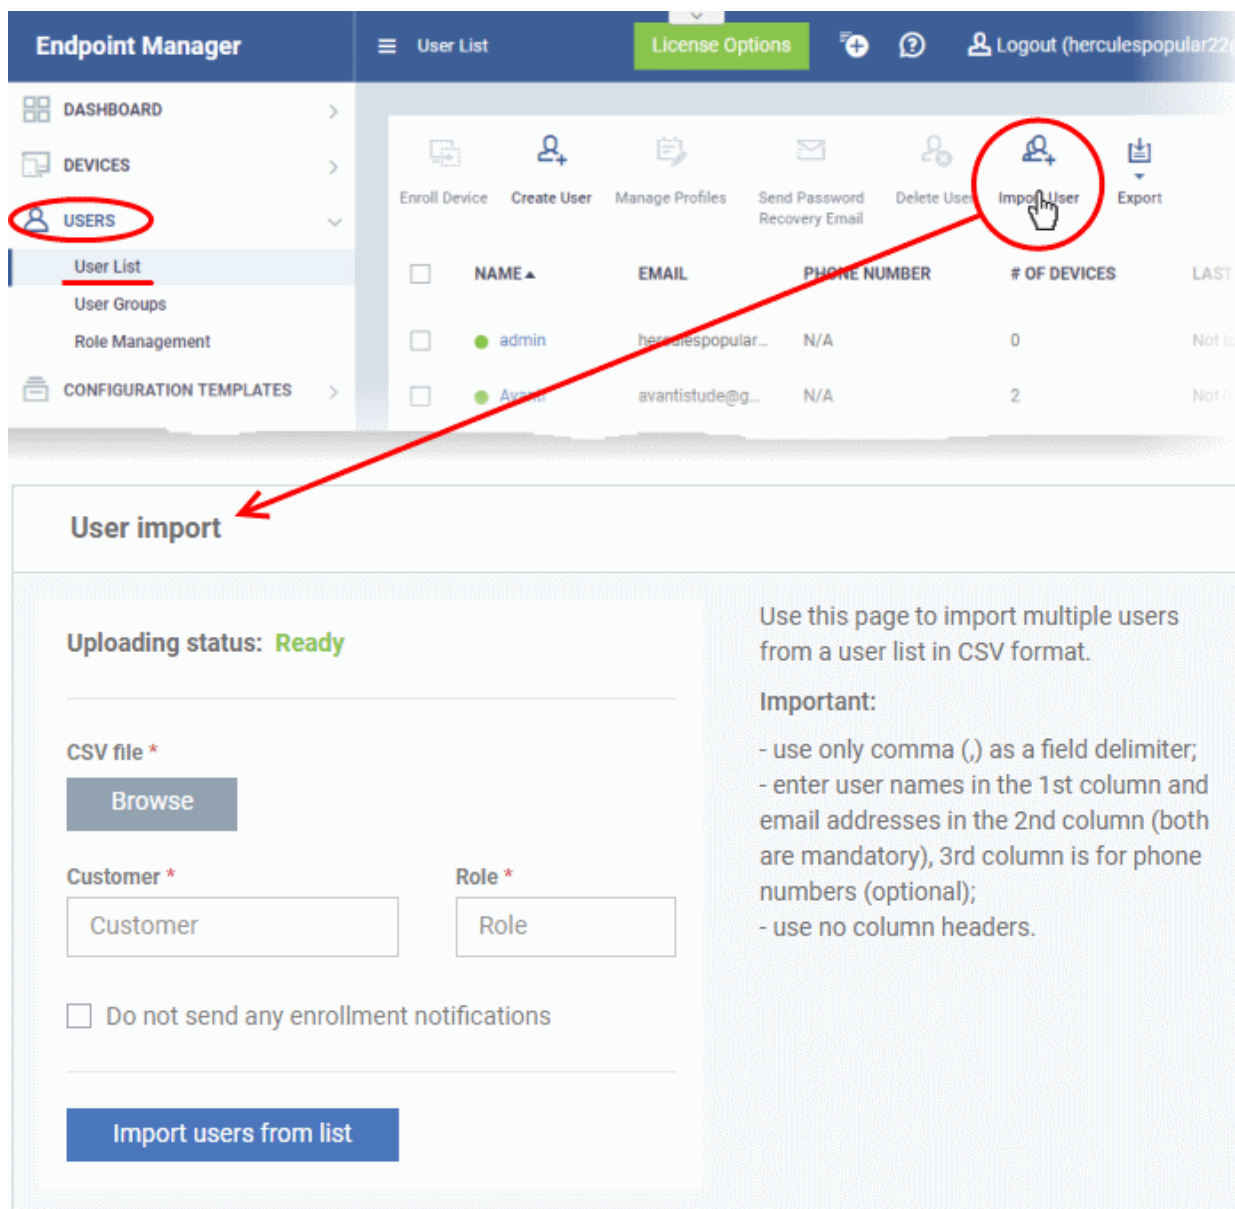 Endpoint Manager
User List
License Options
Logout (herculespopular22(
DASHBOARD
DEVICES
USERS
User List
User Groups
Role Management
CONFIGURATION TEMPLATES
Enroll Device
Create User
Manage Profiles
Send Password
Recovery Email
Delete User
Import User
Export
NAME
EMAIL
PHONE NUMBER
# OF DEVICES
LAST
admin
herculespopular...
N/A
0
Not lo
Avanti
avantistude@g...
N/A
2
Not
User import
Uploading status: Ready
CSV file *
Browse
Customer *
Role *
Customer
Role
Do not send any enrollment notifications
Import users from list
Use this page to import multiple users
from a user list in CSV format.
Important:
- use only comma (,) as a field delimiter;
- enter user names in the 1st column and
email addresses in the 2nd column (both
are mandatory), 3rd column is for phone
numbers (optional);
- use no column headers.